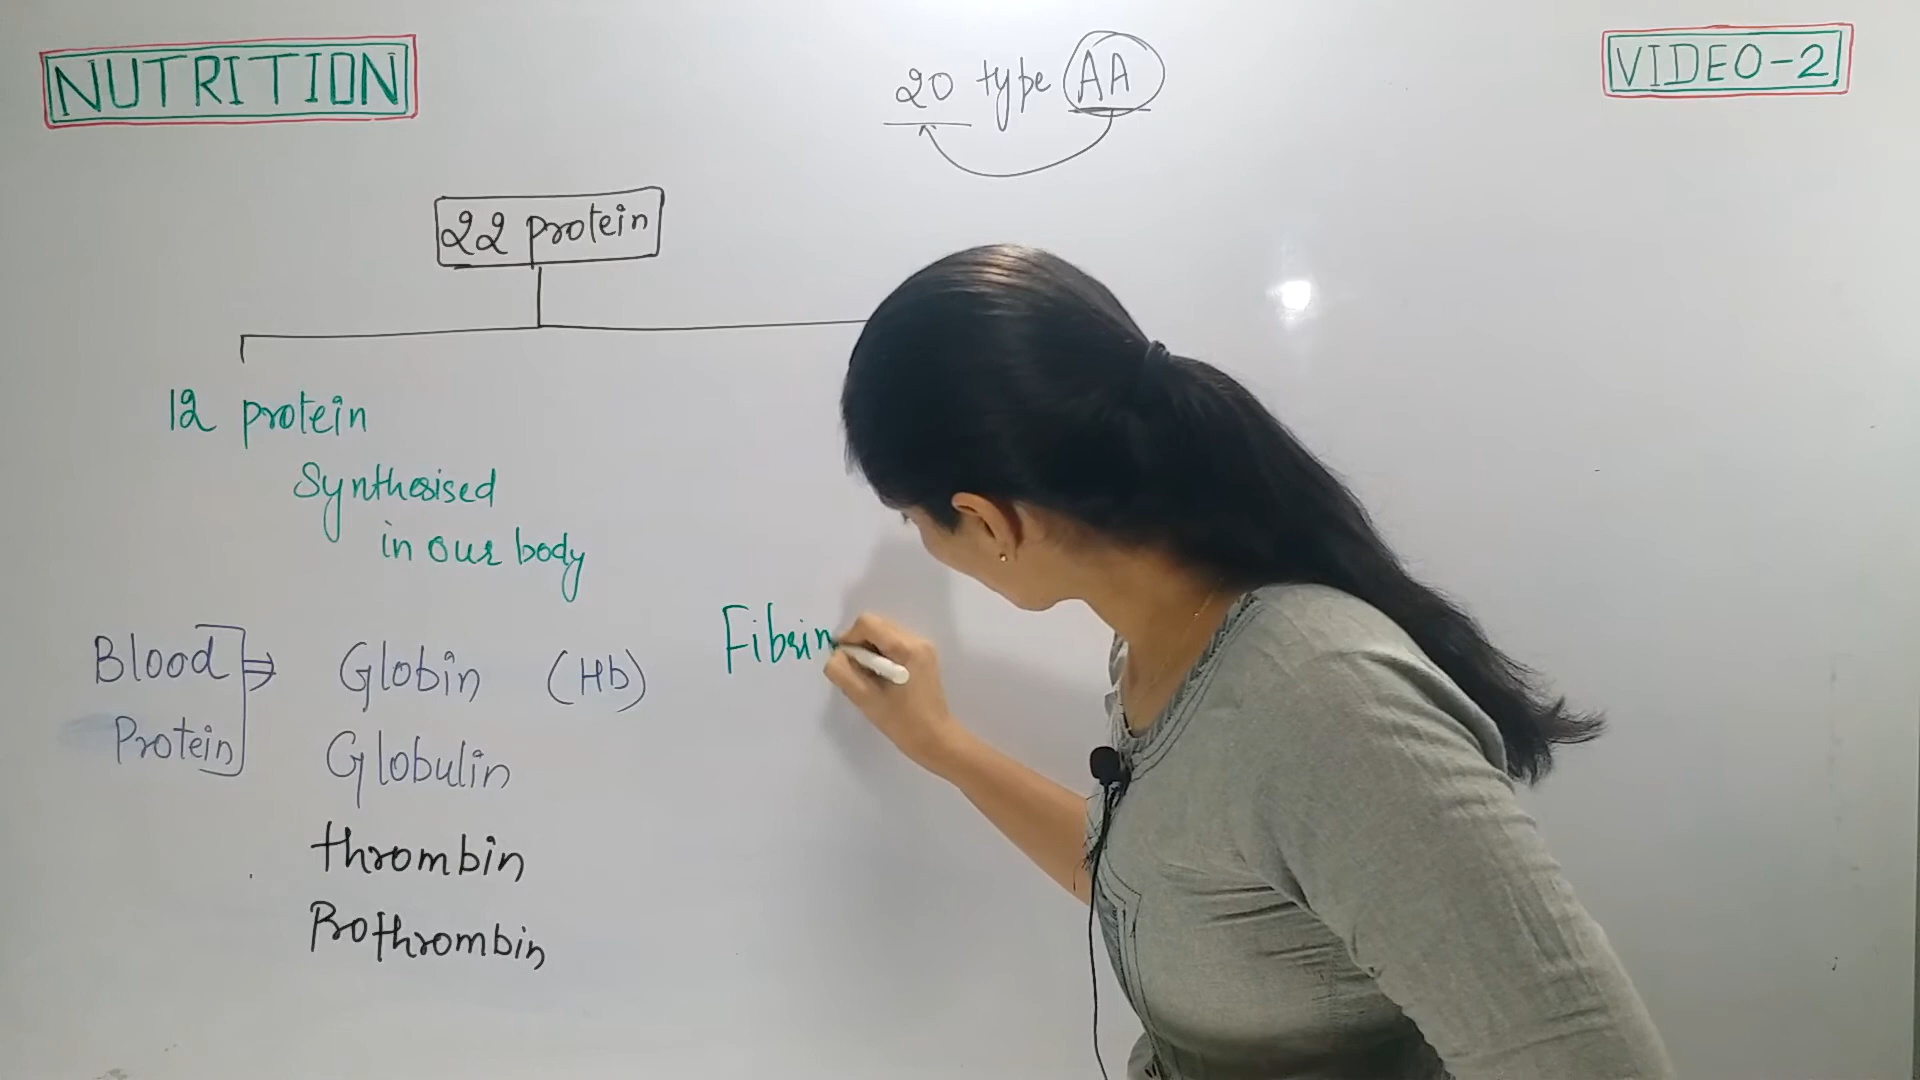 NUTRITION
20 type AA
VIDEO-2
22 protein
12 protein
Synthesised
in our body
Blood
Protein
Globin (Hb)
Globulin
thrombin
Prothrombin
Fibrin